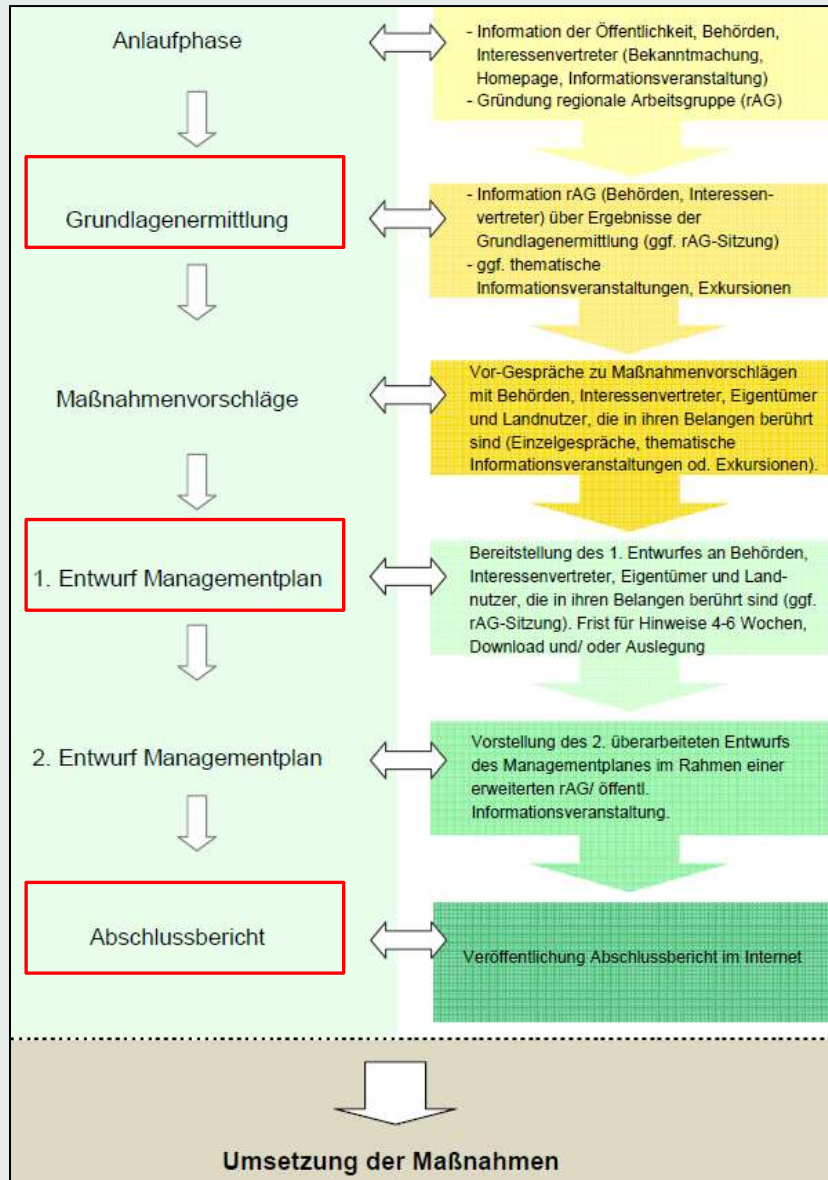 Anlaufphase
- Information der Öffentlichkeit, Behörden,
Interessenvertreter (Bekanntmachung,
Homepage, Informationsveranstaltung)
- Gründung regionale Arbeitsgruppe (rAG)
Grundlagenermittlung
- Information rAG (Behörden, Interessen-
vertreter) über Ergebnisse der
Grundlagenermittlung (ggf. rAG-Sitzung)
- ggf. thematische
Informationsveranstaltungen, Exkursionen
Maßnahmenvorschläge
Vor-Gespräche zu Maßnahmenvorschlägen
mit Behörden, Interessenvertreter, Eigentümer
und Landnutzer, die in ihren Belangen berührt
sind (Einzelgespräche, thematische
Informationsveranstaltungen od. Exkursionen).
1. Entwurf Managementplan
Bereitstellung des 1. Entwurfes an Behörden,
Interessenvertreter, Eigentümer und Land-
nutzer, die in ihren Belangen berührt sind (ggf.
rAG-Sitzung). Frist für Hinweise 4-6 Wochen,
Download und/ oder Auslegung
2. Entwurf Managementplan
Vorstellung des 2. überarbeiteten Entwurfs
des Managementplanes im Rahmen einer
erweiterten rAG/ öffentl.
Informationsveranstaltung.
Abschlussbericht
Veröffentlichung Abschlussbericht im Internet
Umsetzung der Maßnahmen